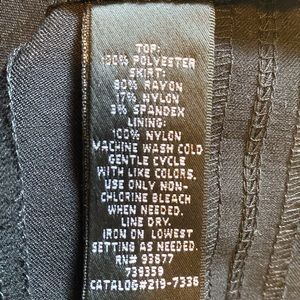 TOP:
100% POLYESTER
SKIRT:
80% RAYON
17% NYLON
3% SPANDEX
LINING:
100% NYLON
MACHINE WASH COLD
GENTLE CYCLE
WITH LIKE COLORS.
USE ONLY NON-
CHLORINE BLEACH
WHEN NEEDED.
LINE DRY.
IRON ON LOWEST
SETTING AS NEEDED.
RN# 93677
739359
CATALOG#219-7336